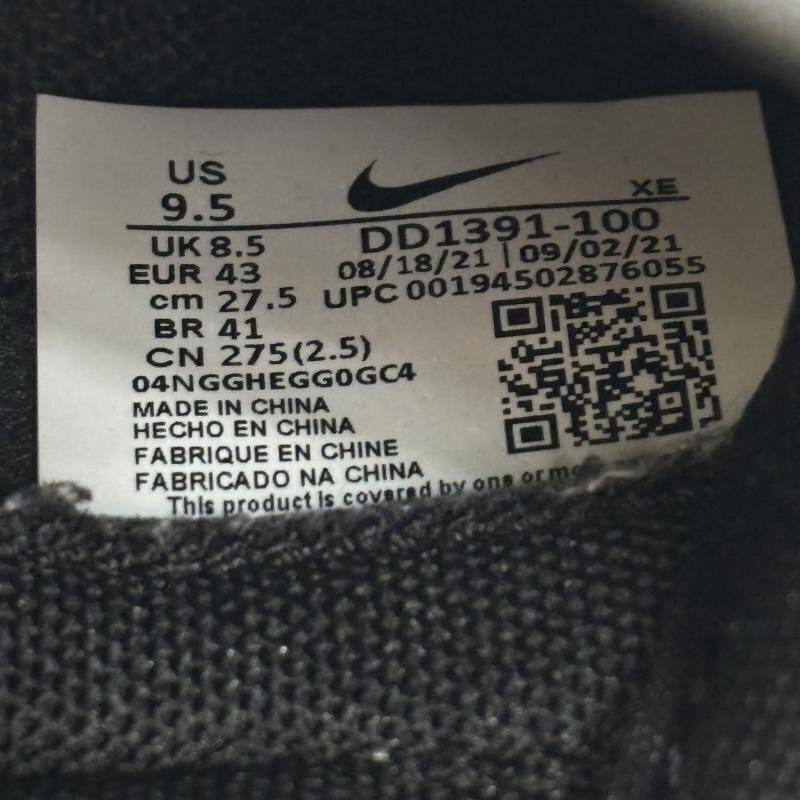 US
9.5
XE
UK 8.5
DD1391-100
EUR 43
08/18/21 | 09/02/21
cm 27.5
UPC 00194502876055
BR 41
CN 275(2.5)
04NGGHEGG0GC4
MADE IN CHINA
HECHO EN CHINA
FABRIQUE EN CHINE
FABRICADO NA CHINA
This product is covered by one or